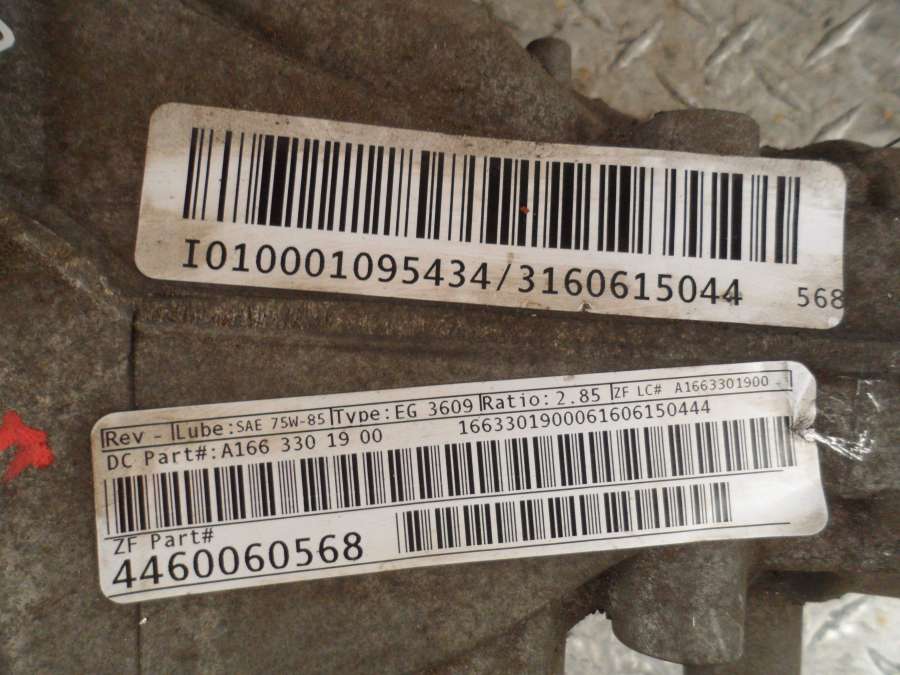 I010001095434/3160615044 568
Rev - Lube: SAE 75W-85 Type: EG 3609 Ratio: 2.85 ZF LC# A1663301900 -
DC Part#: A166 330 19 00 1663301900061606150444
ZF Part#
4460060568